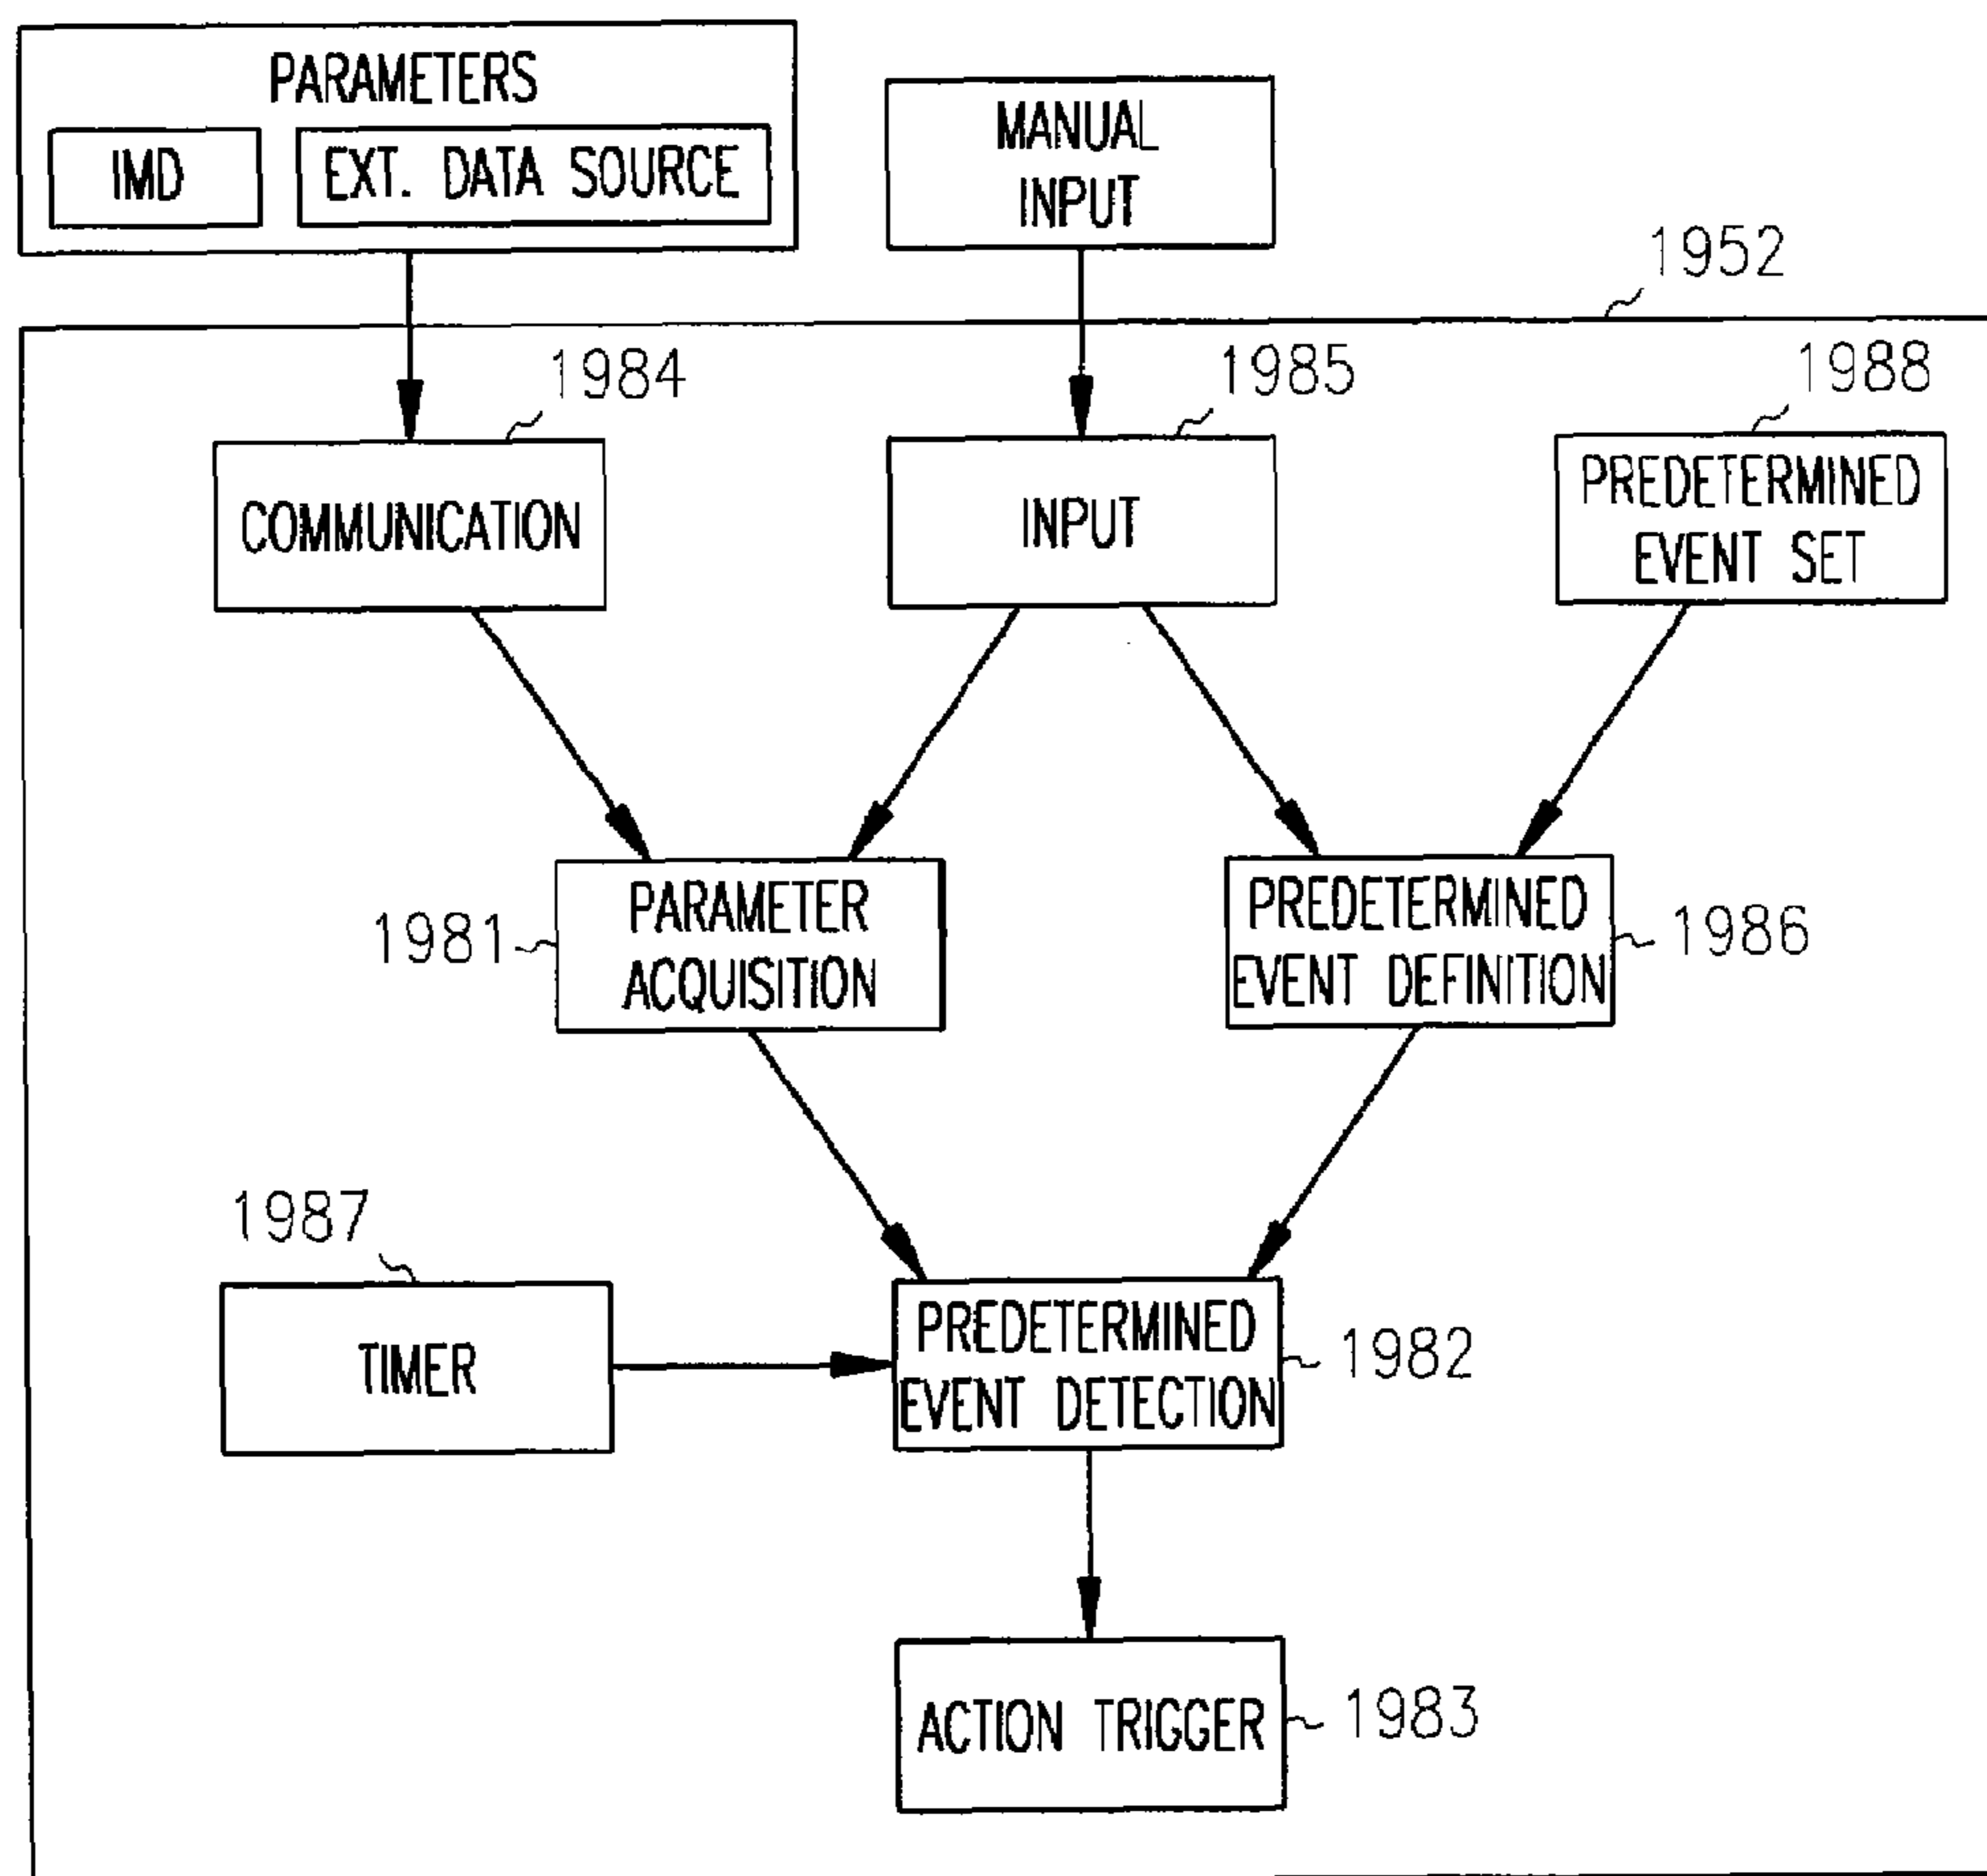 PARAMETERS
IMD
EXT. DATA SOURCE
MANUAL
INPUT
1952
1984
1985
1988
COMMUNICATION
INPUT
PREDETERMINED
EVENT SET
1981
PARAMETER
ACQUISITION
PREDETERMINED
EVENT DEFINITION
1986
1987
TIMER
PREDETERMINED
EVENT DETECTION
1982
ACTION TRIGGER
1983